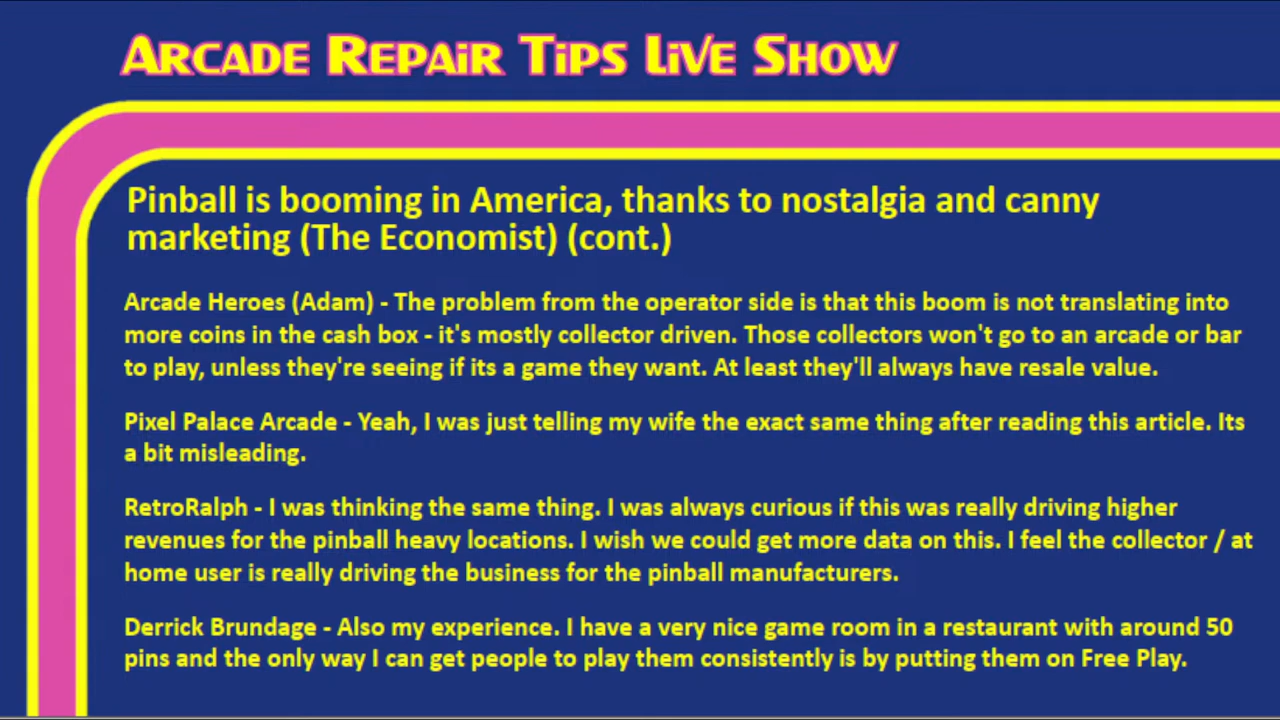 Arcade Repair Tips Live Show
Pinball is booming in America, thanks to nostalgia and canny
marketing (The Economist) (cont.)
Arcade Heroes (Adam) - The problem from the operator side is that this boom is not translating into
more coins in the cash box - it's mostly collector driven. Those collectors won't go to an arcade or bar
to play, unless they're seeing if its a game they want. At least they'll always have resale value.
Pixel Palace Arcade - Yeah, I was just telling my wife the exact same thing after reading this article. Its
a bit misleading.
RetroRalph - I was thinking the same thing. I was always curious if this was really driving higher
revenues for the pinball heavy locations. I wish we could get more data on this. I feel the collector / at
home user is really driving the business for the pinball manufacturers.
Derrick Brundage - Also my experience. I have a very nice game room in a restaurant with around 50
pins and the only way I can get people to play them consistently is by putting them on Free Play.